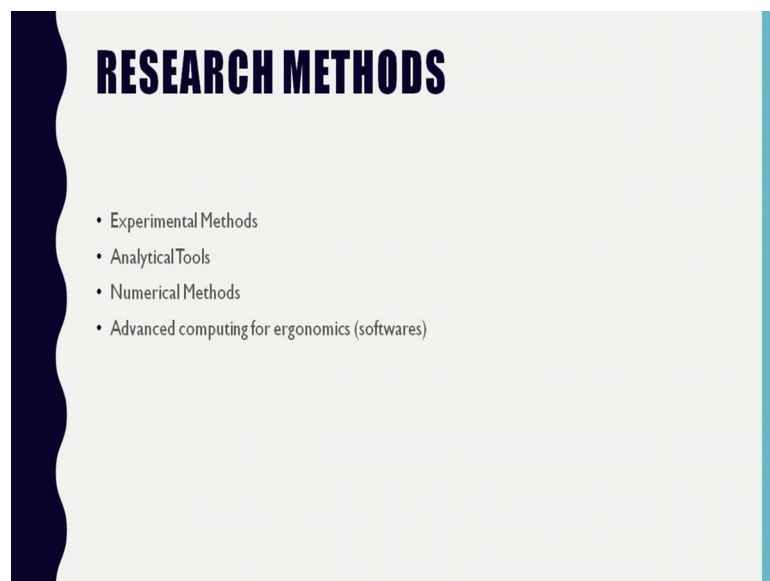 RESEARCH METHODS
• Experimental Methods
• Analytical Tools
• Numerical Methods
• Advanced computing for ergonomics (softwares)